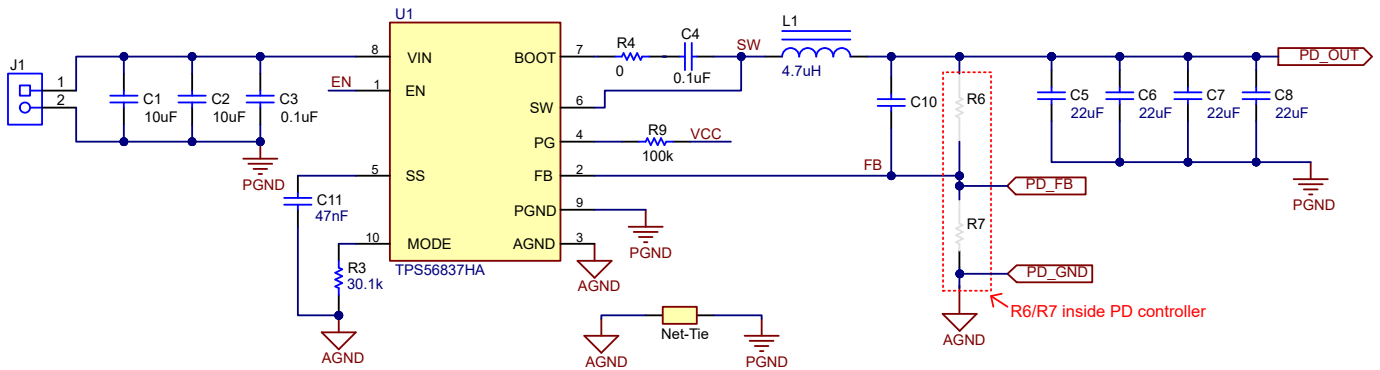 U1
L1
J1
1
2
8
VIN
BOOT
7
R4
0
C4
0.1uF
SW
4.7uH
PD_OUT
EN
1
EN
SW
6
C1
10uF
C2
10uF
C3
0.1uF
C10
R6
C5
22uF
C6
22uF
C7
22uF
C8
22uF
PG
4
R9
100k
VCC
PGND
5
SS
FB
2
FB
PD_FB
PGND
C11
47nF
PGND
9
R7
10
MODE
AGND
3
PGND
TPS56837HA
R3
30.1k
AGND
PD_GND
R6/R7 inside PD controller
AGND
AGND
Net-Tie
PGND
AGND